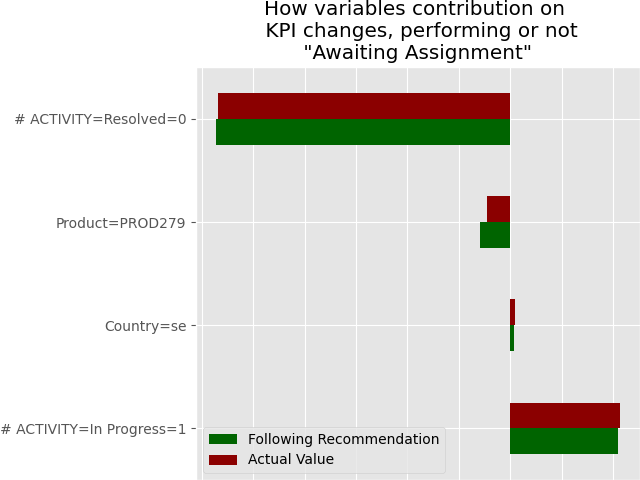 How variables contribution on
KPI changes, performing or not
"Awaiting Assignment"
# ACTIVITY=Resolved=0
Product=PROD279
Country=se
# ACTIVITY=In Progress=1
Following Recommendation
Actual Value